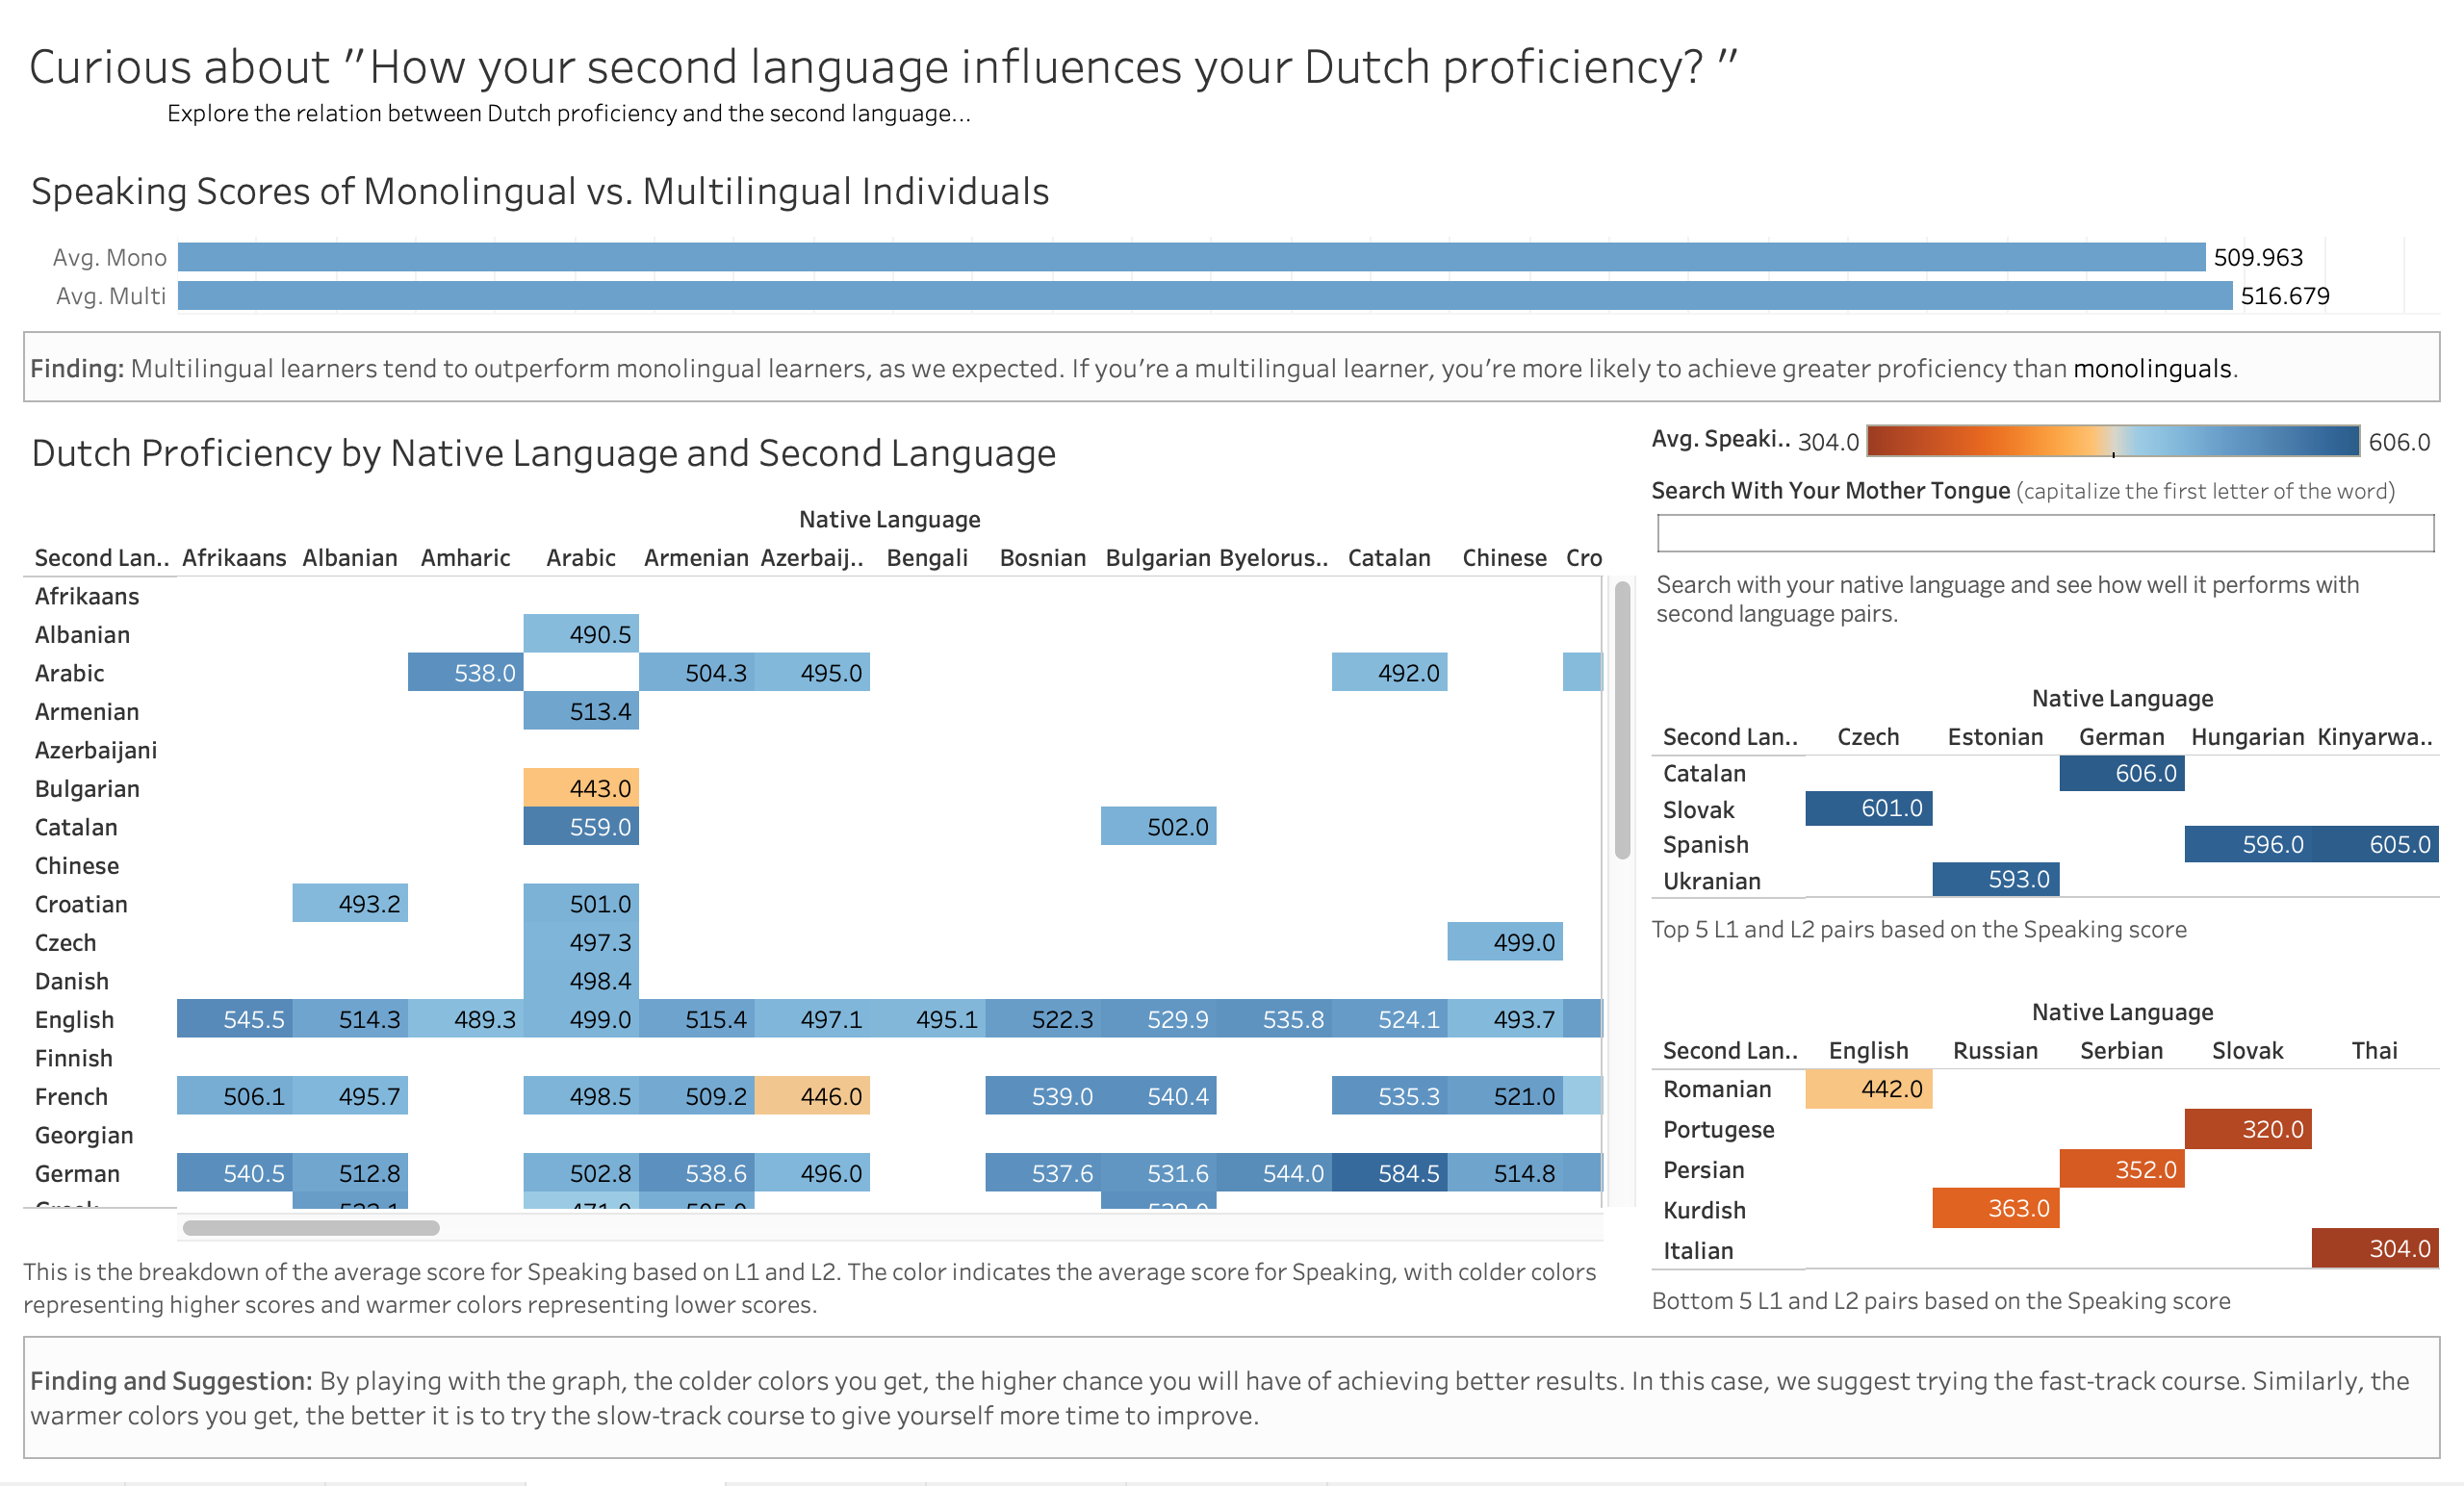 Curious about "How your second language influences your Dutch proficiency? "
Explore the relation between Dutch proficiency and the second language...
Speaking Scores of Monolingual vs. Multilingual Individuals
Avg. Mono 509.963
Avg. Multi 516.679
Finding: Multilingual learners tend to outperform monolingual learners, as we expected. If you're a multilingual learner, you're more likely to achieve greater proficiency than monolinguals.
Dutch Proficiency by Native Language and Second Language
Native Language
Second Lan.. Afrikaans Albanian Amharic Arabic Armenian Azerbaij.. Bengali Bosnian Bulgarian Byelorus.. Catalan Chinese Cro
Afrikaans
Albanian 490.5
Arabic 538.0 504.3 495.0 492.0
Armenian 513.4
Azerbaijani
Bulgarian 443.0
Catalan 559.0 502.0
Chinese
Croatian 493.2 501.0
Czech 497.3 499.0
Danish 498.4
English 545.5 514.3 489.3 499.0 515.4 497.1 495.1 522.3 529.9 535.8 524.1 493.7
Finnish
French 506.1 495.7 498.5 509.2 446.0 539.0 540.4 535.3 521.0
Georgian
German 540.5 512.8 502.8 538.6 496.0 537.6 531.6 544.0 584.5 514.8
This is the breakdown of the average score for Speaking based on L1 and L2. The color indicates the average score for Speaking, with colder colors
representing higher scores and warmer colors representing lower scores.
Avg. Speaki.. 304.0 606.0
Search With Your Mother Tongue (capitalize the first letter of the word)
Search with your native language and see how well it performs with
second language pairs.
Native Language
Second Lan.. Czech Estonian German Hungarian Kinyarwa..
Catalan 606.0
Slovak 601.0
Spanish 596.0 605.0
Ukranian 593.0
Top 5 L1 and L2 pairs based on the Speaking score
Native Language
Second Lan.. English Russian Serbian Slovak Thai
Romanian 442.0
Portugese 320.0
Persian 352.0
Kurdish 363.0
Italian 304.0
Bottom 5 L1 and L2 pairs based on the Speaking score
Finding and Suggestion: By playing with the graph, the colder colors you get, the higher chance you will have of achieving better results. In this case, we suggest trying the fast-track course. Similarly, the
warmer colors you get, the better it is to try the slow-track course to give yourself more time to improve.